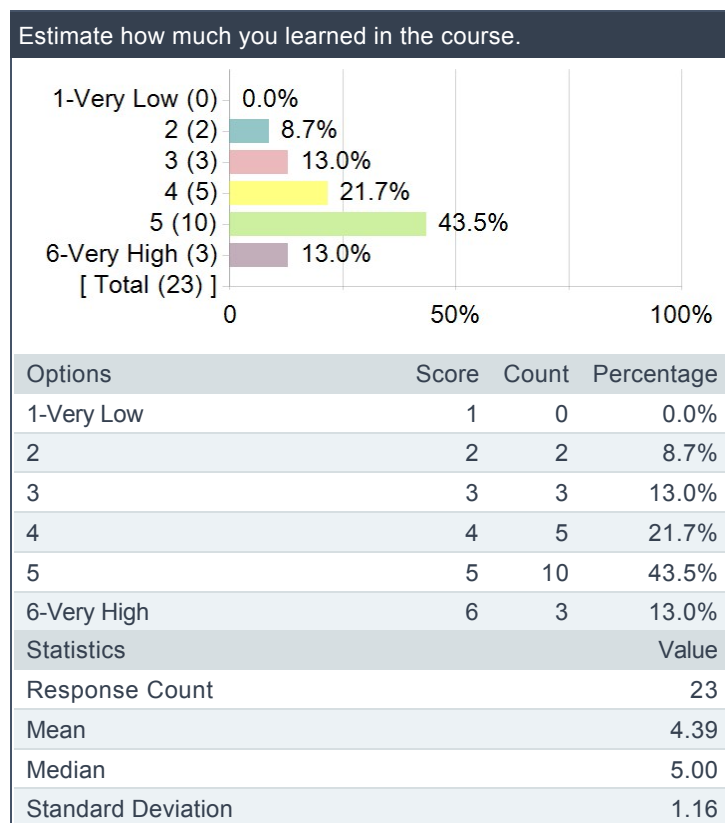 Estimate how much you learned in the course.
1-Very Low (0) 0.0%
2 (2) 8.7%
3 (3) 13.0%
4 (5) 21.7%
5 (10) 43.5%
6-Very High (3) 13.0%
[ Total (23) ]
0 50% 100%
Options Score Count Percentage
1-Very Low 1 0 0.0%
2 2 2 8.7%
3 3 3 13.0%
4 4 5 21.7%
5 5 10 43.5%
6-Very High 6 3 13.0%
Statistics Value
Response Count 23
Mean 4.39
Median 5.00
Standard Deviation 1.16